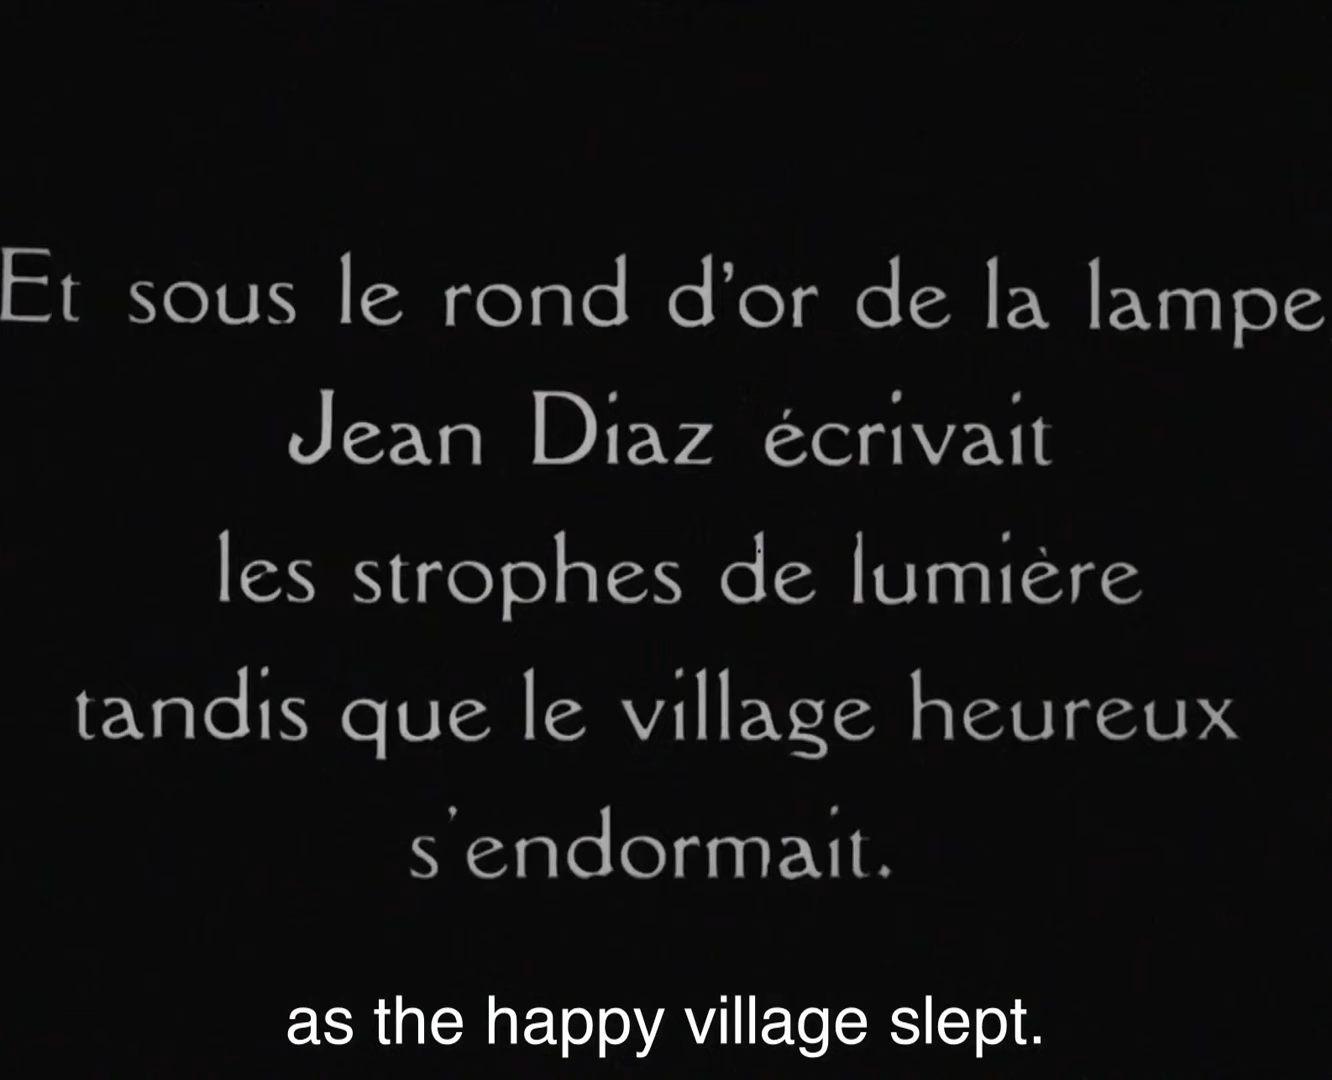 Et sous le rond d'or de la lampe,
Jean Diaz écrivait
les strophes de lumière
tandis que le village heureux
s'endormait.
as the happy village slept.